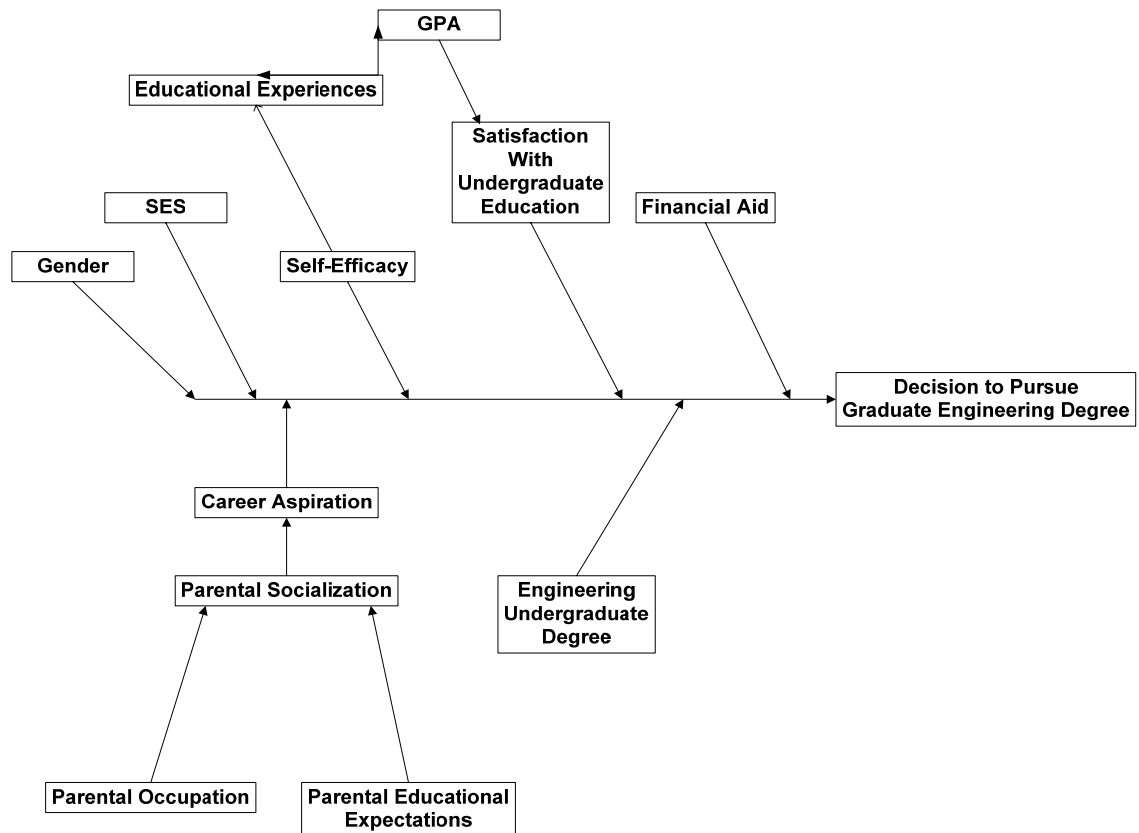 GPA
Educational Experiences
Satisfaction
With
Undergraduate
Education
SES
Financial Aid
Gender
Self-Efficacy
Decision to Pursue
Graduate Engineering Degree
Career Aspiration
Parental Socialization
Engineering
Undergraduate
Degree
Parental Occupation
Parental Educational
Expectations